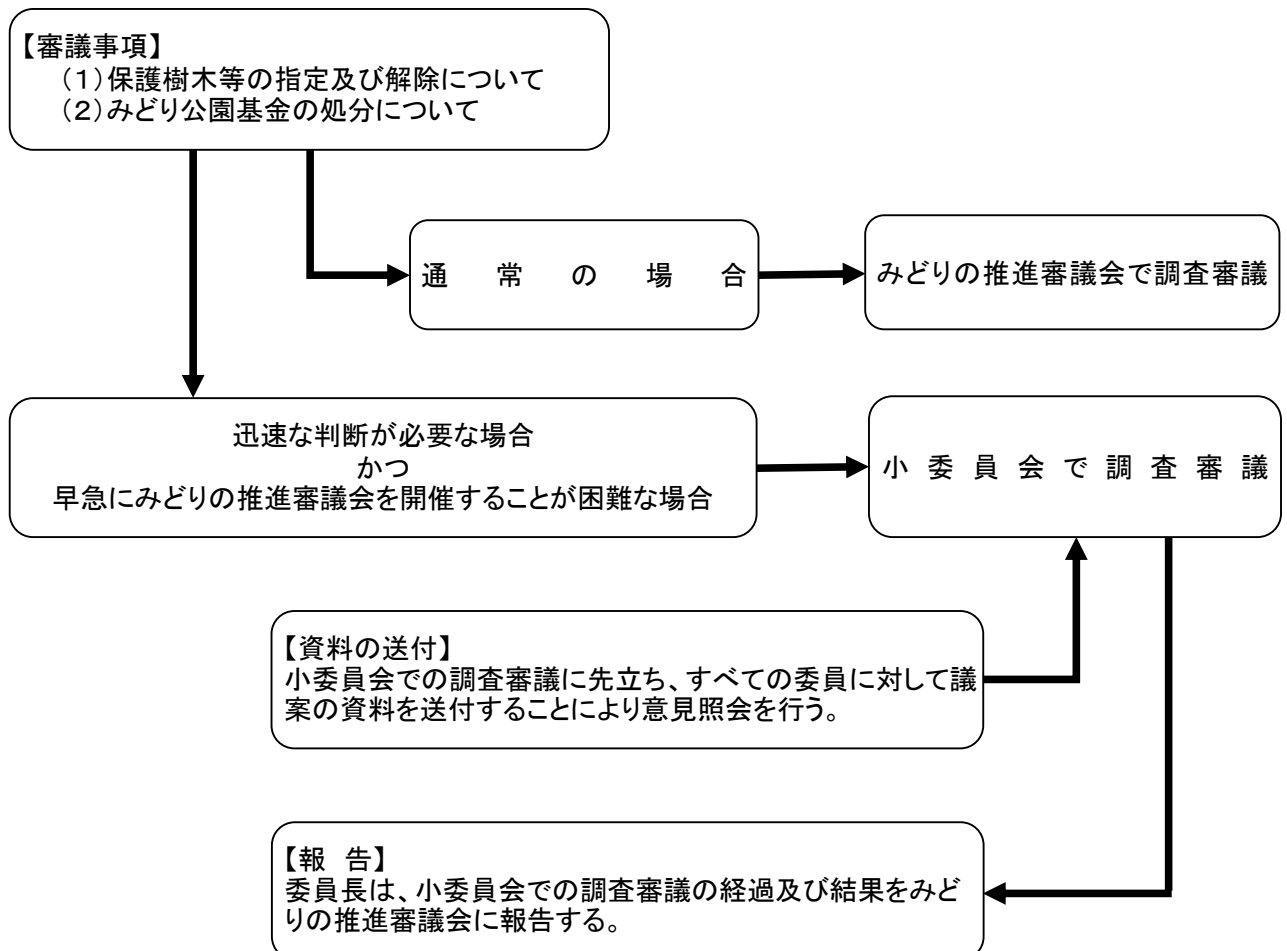 【審議事項】
(1)保護樹木等の指定及び解除について
(2)みどり公園基金の処分について
通常の場合
みどりの推進審議会で調査審議
迅速な判断が必要な場合
かつ
早急にみどりの推進審議会を開催することが困難な場合
小委員会で調査審議
【資料の送付】
小委員会での調査審議に先立ち、すべての委員に対して議
案の資料を送付することにより意見照会を行う。
【報 告】
委員長は、小委員会での調査審議の経過及び結果をみど
りの推進審議会に報告する。